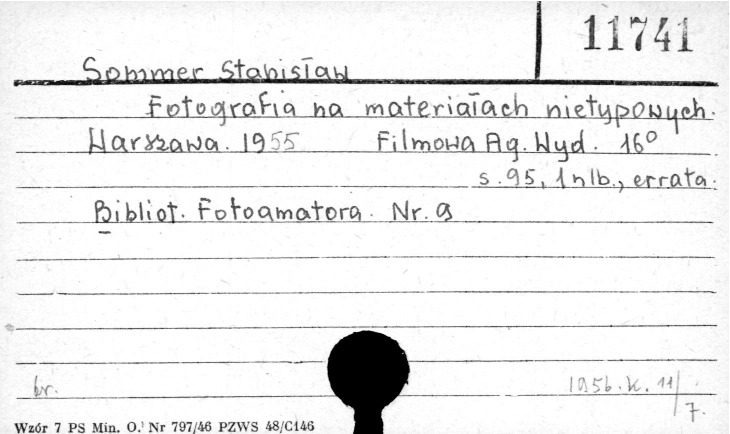 11741
Sommer Stanisław
Fotografia na materiałach nietypowych.
Warszawa. 1955 Filmowa Ag. Wyd. 16°
s. 95, 1 nlb., errata.
Bibliot. Fotoamatora. Nr. 9
br.
1956. K. 11/7.
Wzór 7 PS Min. O. Nr 797/46 PZWS 48/C146